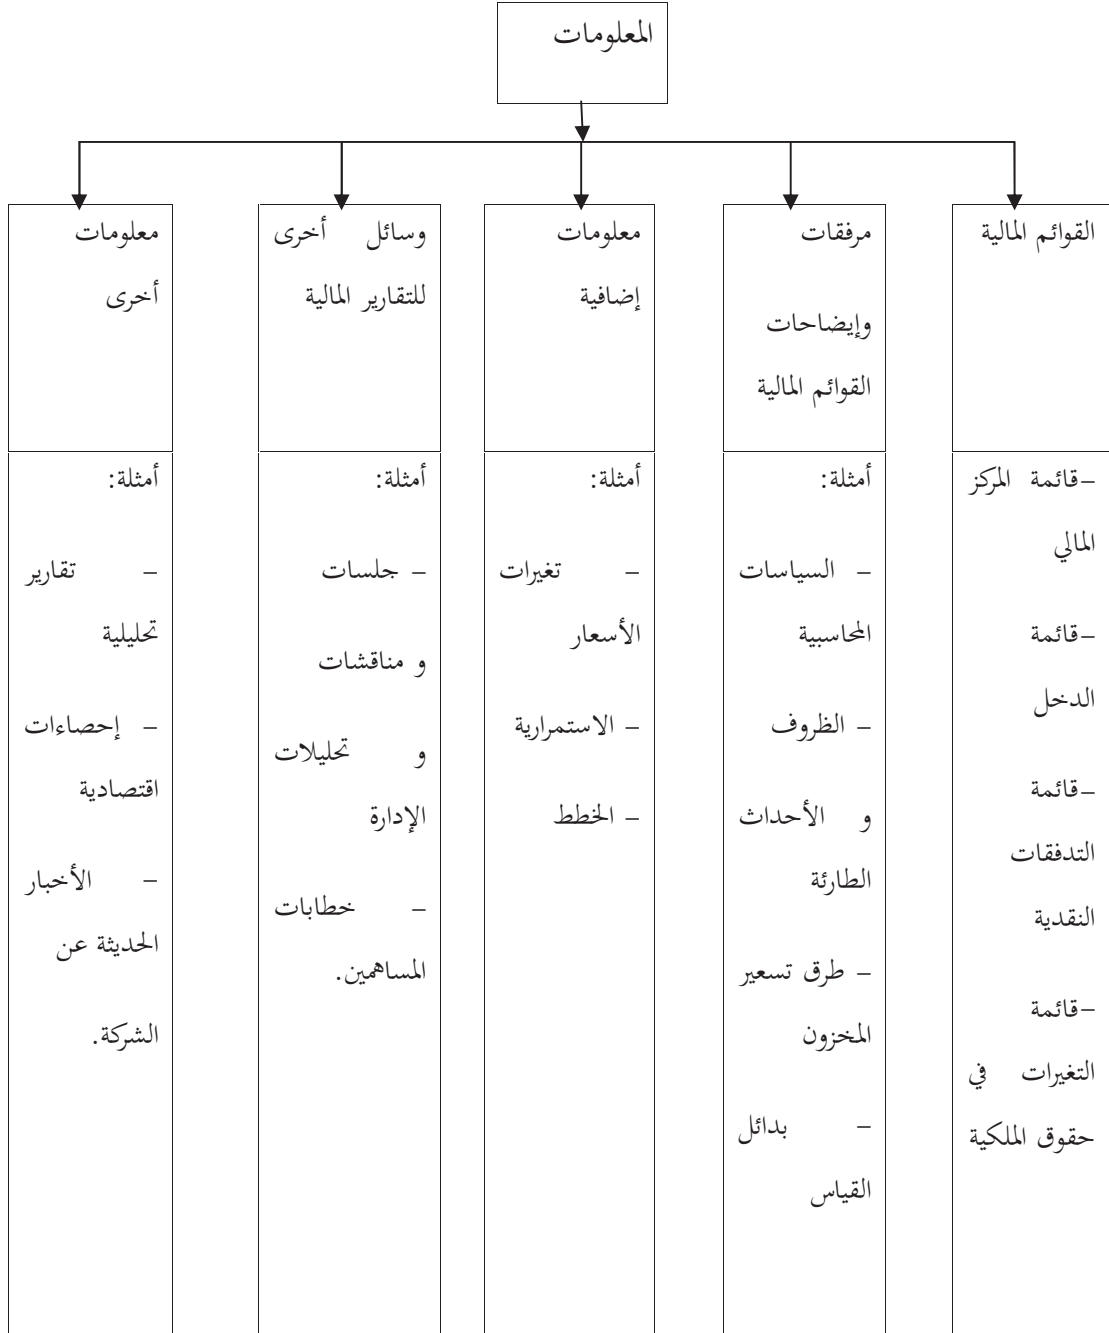 المعلومات
القوائم المالية
مرفقات
وإيضاحات
القوائم المالية
معلومات
إضافية
وسائل أخرى
للتقارير المالية
معلومات
أخرى
–قائمة المركز
المالي
–قائمة
الدخل
–قائمة
التدفقات
النقدية
–قائمة
التغيرات في
حقوق الملكية
أمثلة:
– السياسات
المحاسبية
– الظروف
و الأحداث
الطارئة
– طرق تسعير
المخزون
– بدائل
القياس
أمثلة:
– تغيرات
الأسعار
– الاستمرارية
– الخطط
أمثلة:
– جلسات
و مناقشات
و تحليلات
الإدارة
– خطابات
المساهمين.
أمثلة:
– تقارير
تحليلية
– إحصاءات
اقتصادية
– الأخبار
الحديثة عن
الشركة.